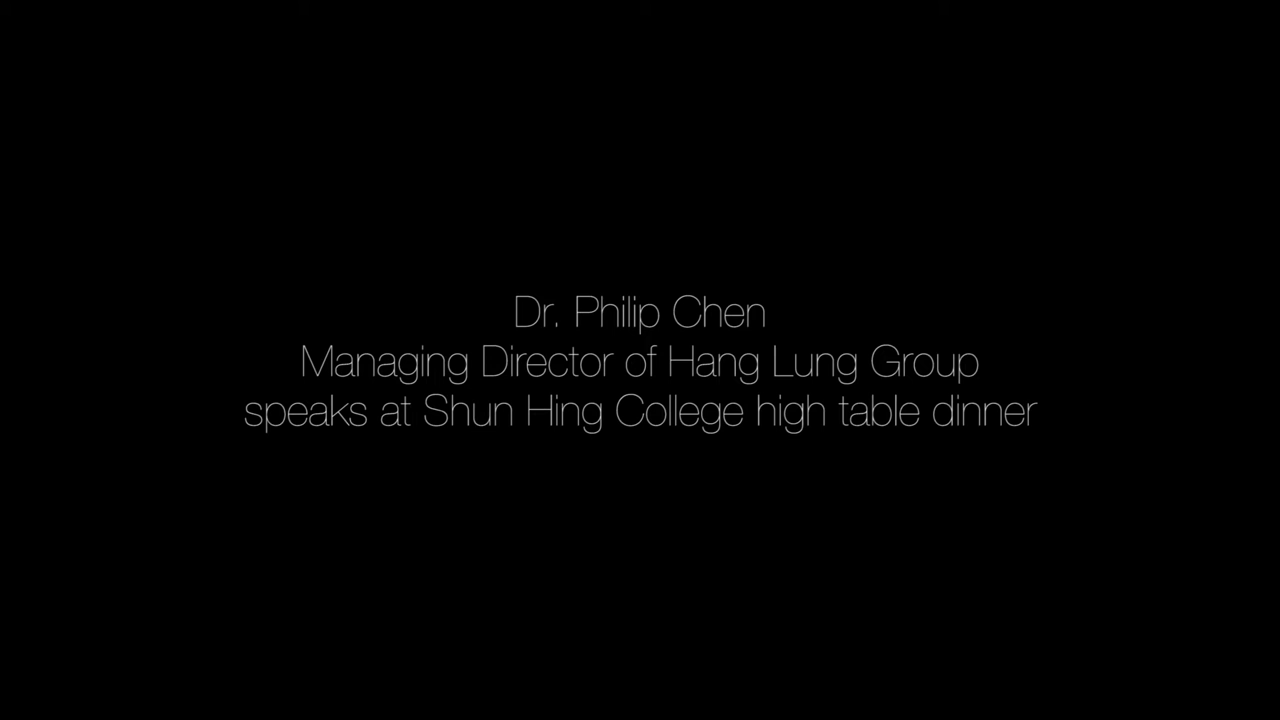 Dr. Philip Chen
Managing Director of Hang Lung Group
speaks at Shun Hing College high table dinner